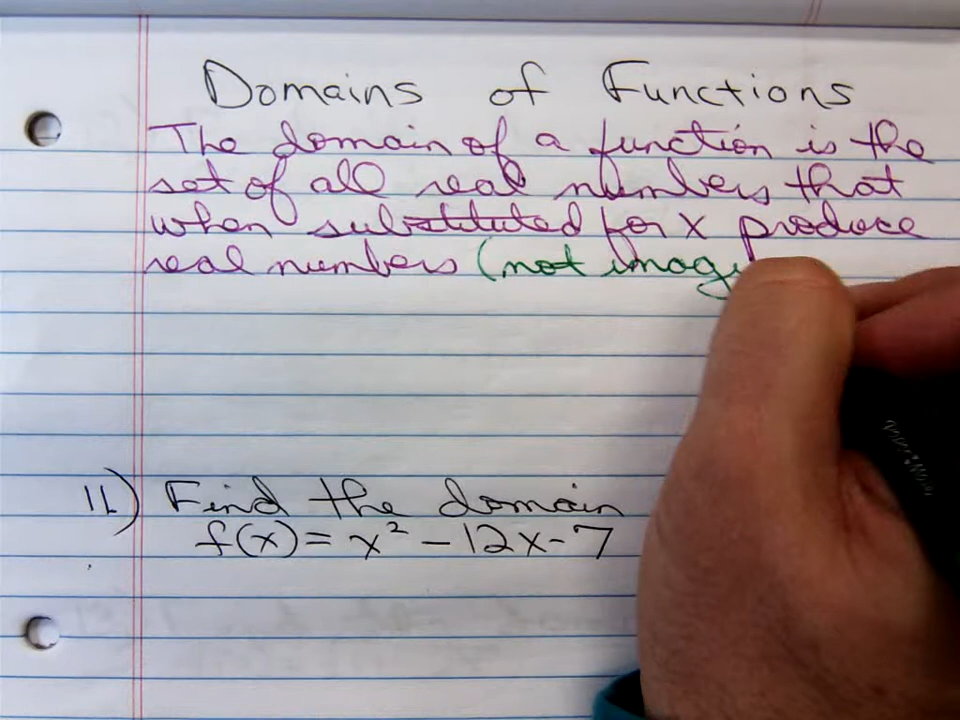 Domains of Functions
The domain of a function is the
set of all real numbers that
when substituted for x produce
real numbers (not imagi
11) Find the domain
f(x) = x² - 12x - 7